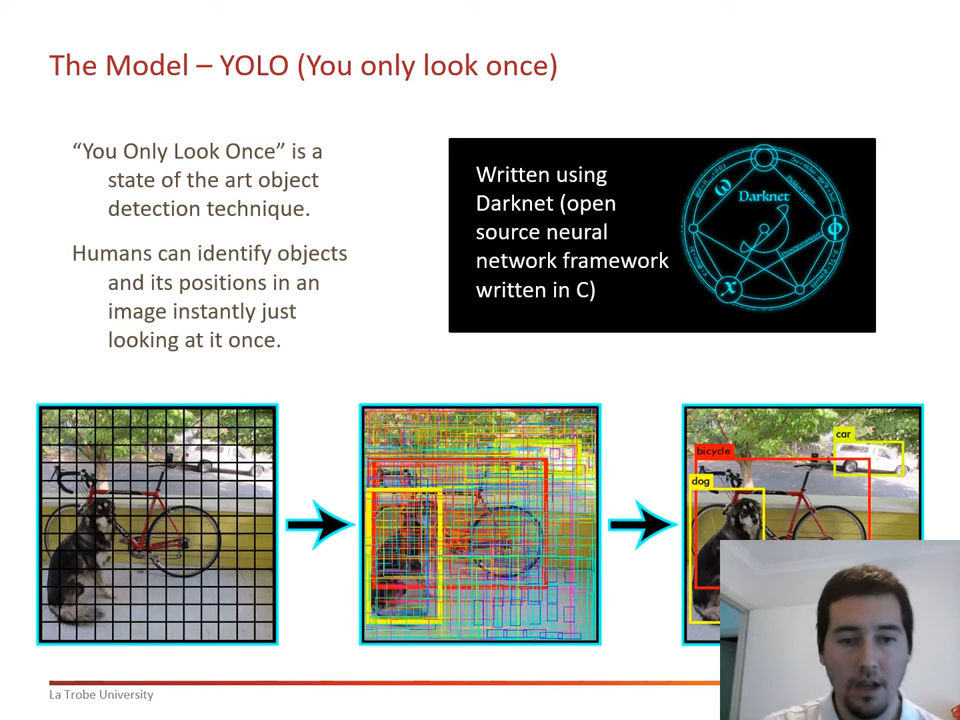 The Model – YOLO (You only look once)
“You Only Look Once” is a
state of the art object
detection technique.
Humans can identify objects
and its positions in an
image instantly just
looking at it once.
Written using
Darknet (open
source neural
network framework
written in C)
Darknet
ω
ϕ
x
car
bicycle
dog
La Trobe University